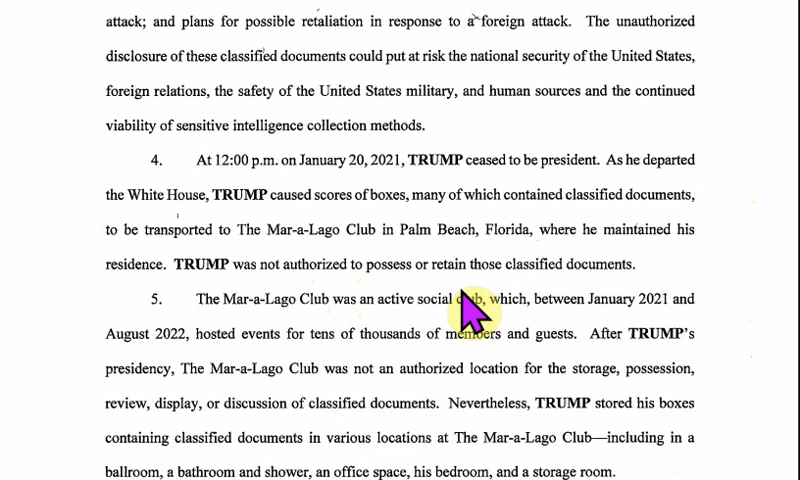 attack; and plans for possible retaliation in response to a foreign attack. The unauthorized
disclosure of these classified documents could put at risk the national security of the United States,
foreign relations, the safety of the United States military, and human sources and the continued
viability of sensitive intelligence collection methods.
4. At 12:00 p.m. on January 20, 2021, TRUMP ceased to be president. As he departed
the White House, TRUMP caused scores of boxes, many of which contained classified documents,
to be transported to The Mar-a-Lago Club in Palm Beach, Florida, where he maintained his
residence. TRUMP was not authorized to possess or retain those classified documents.
5. The Mar-a-Lago Club was an active social club, which, between January 2021 and
August 2022, hosted events for tens of thousands of members and guests. After TRUMP's
presidency, The Mar-a-Lago Club was not an authorized location for the storage, possession,
review, display, or discussion of classified documents. Nevertheless, TRUMP stored his boxes
containing classified documents in various locations at The Mar-a-Lago Club—including in a
ballroom, a bathroom and shower, an office space, his bedroom, and a storage room.